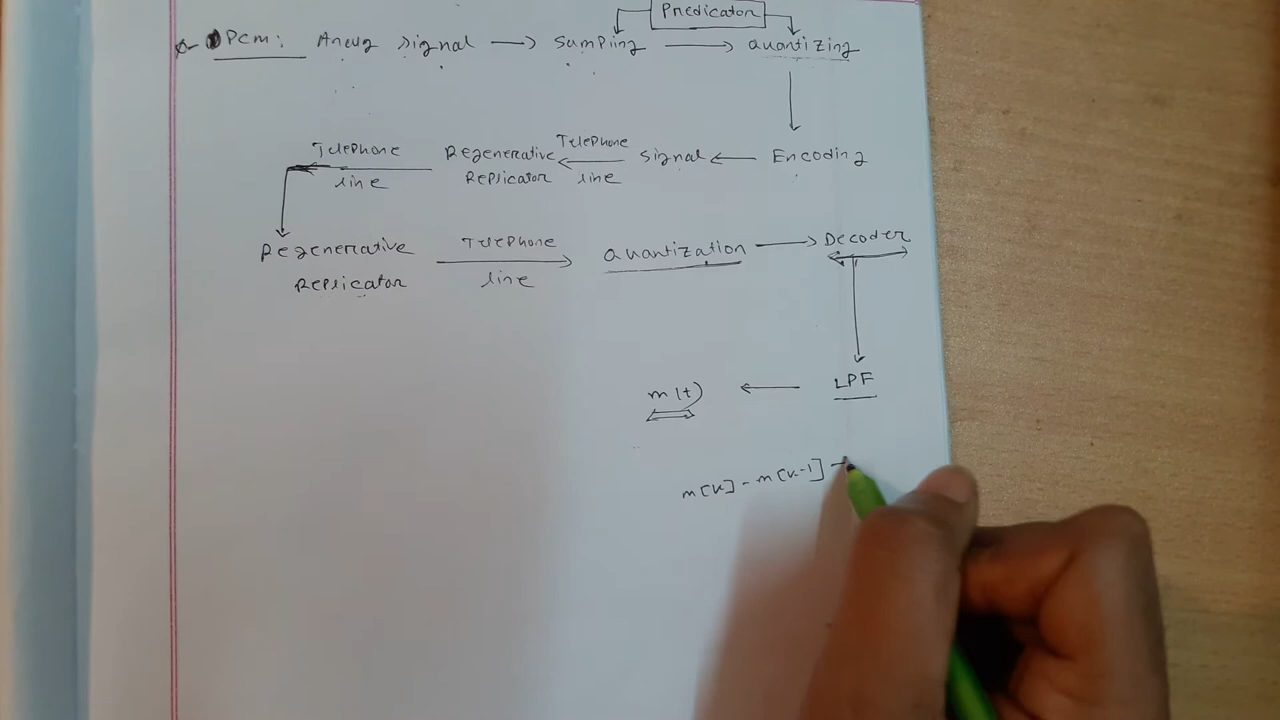 Predicator
PCM: Analog signal → sampling → quantizing
Telephone line Regenerative Replicator Telephone line signal ← Encoding
Regenerative Replicator Telephone line → quantization → Decoder
m(t) ← LPF
m[k] - m[k-1]